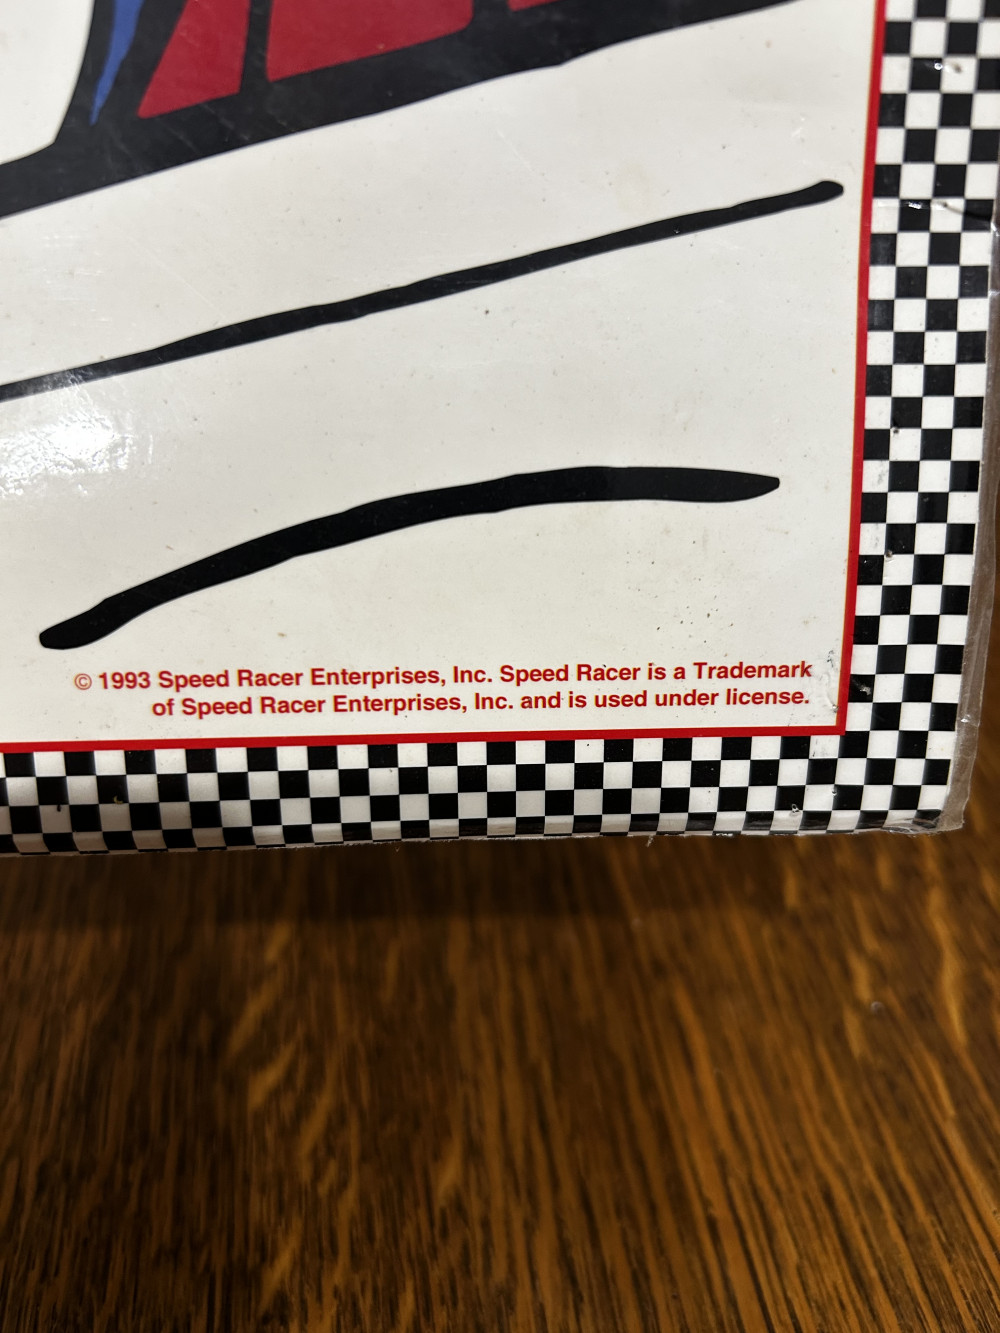 © 1993 Speed Racer Enterprises, Inc. Speed Racer is a Trademark
of Speed Racer Enterprises, Inc. and is used under license.